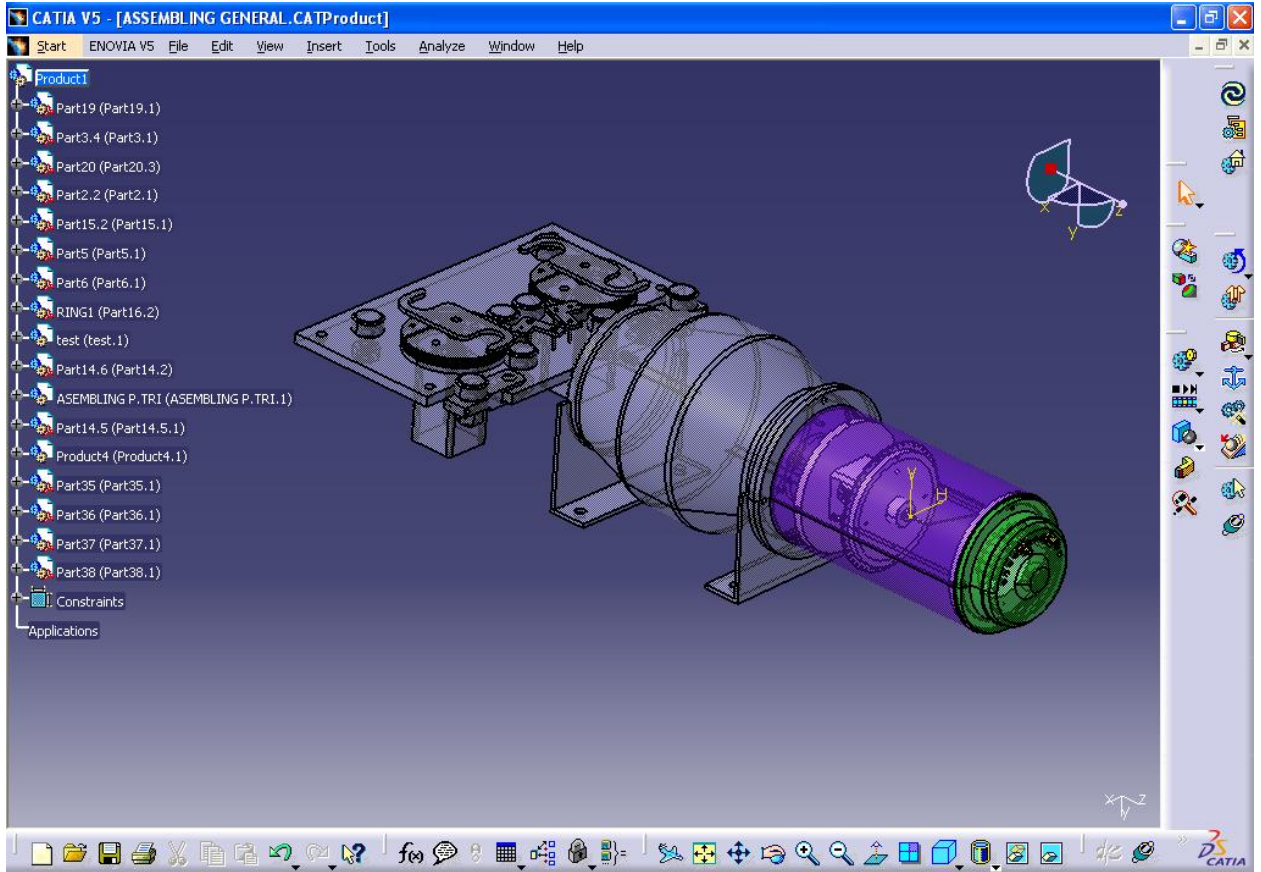 CATIA V5 - [ASSEMBLING GENERAL.CATProduct]
Start ENOVIA V5 File Edit View Insert Tools Analyze Window Help
Product1
Part19 (Part19.1)
Part3.4 (Part3.1)
Part20 (Part20.3)
Part2.2 (Part2.1)
Part15.2 (Part15.1)
Part5 (Part5.1)
Part6 (Part6.1)
RING1 (Part16.2)
test (test.1)
Part14.6 (Part14.2)
ASEMBLING P.TRI (ASEMBLING P.TRI.1)
Part14.5 (Part14.5.1)
Product4 (Product4.1)
Part35 (Part35.1)
Part36 (Part36.1)
Part37 (Part37.1)
Part38 (Part38.1)
Constraints
Applications
x z
y
V H
x z
y
f(x)
DS CATIA